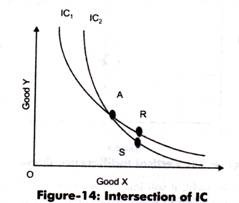 IC1 IC2
A
R
S
Good Y
O
Good X
Figure-14: Intersection of IC